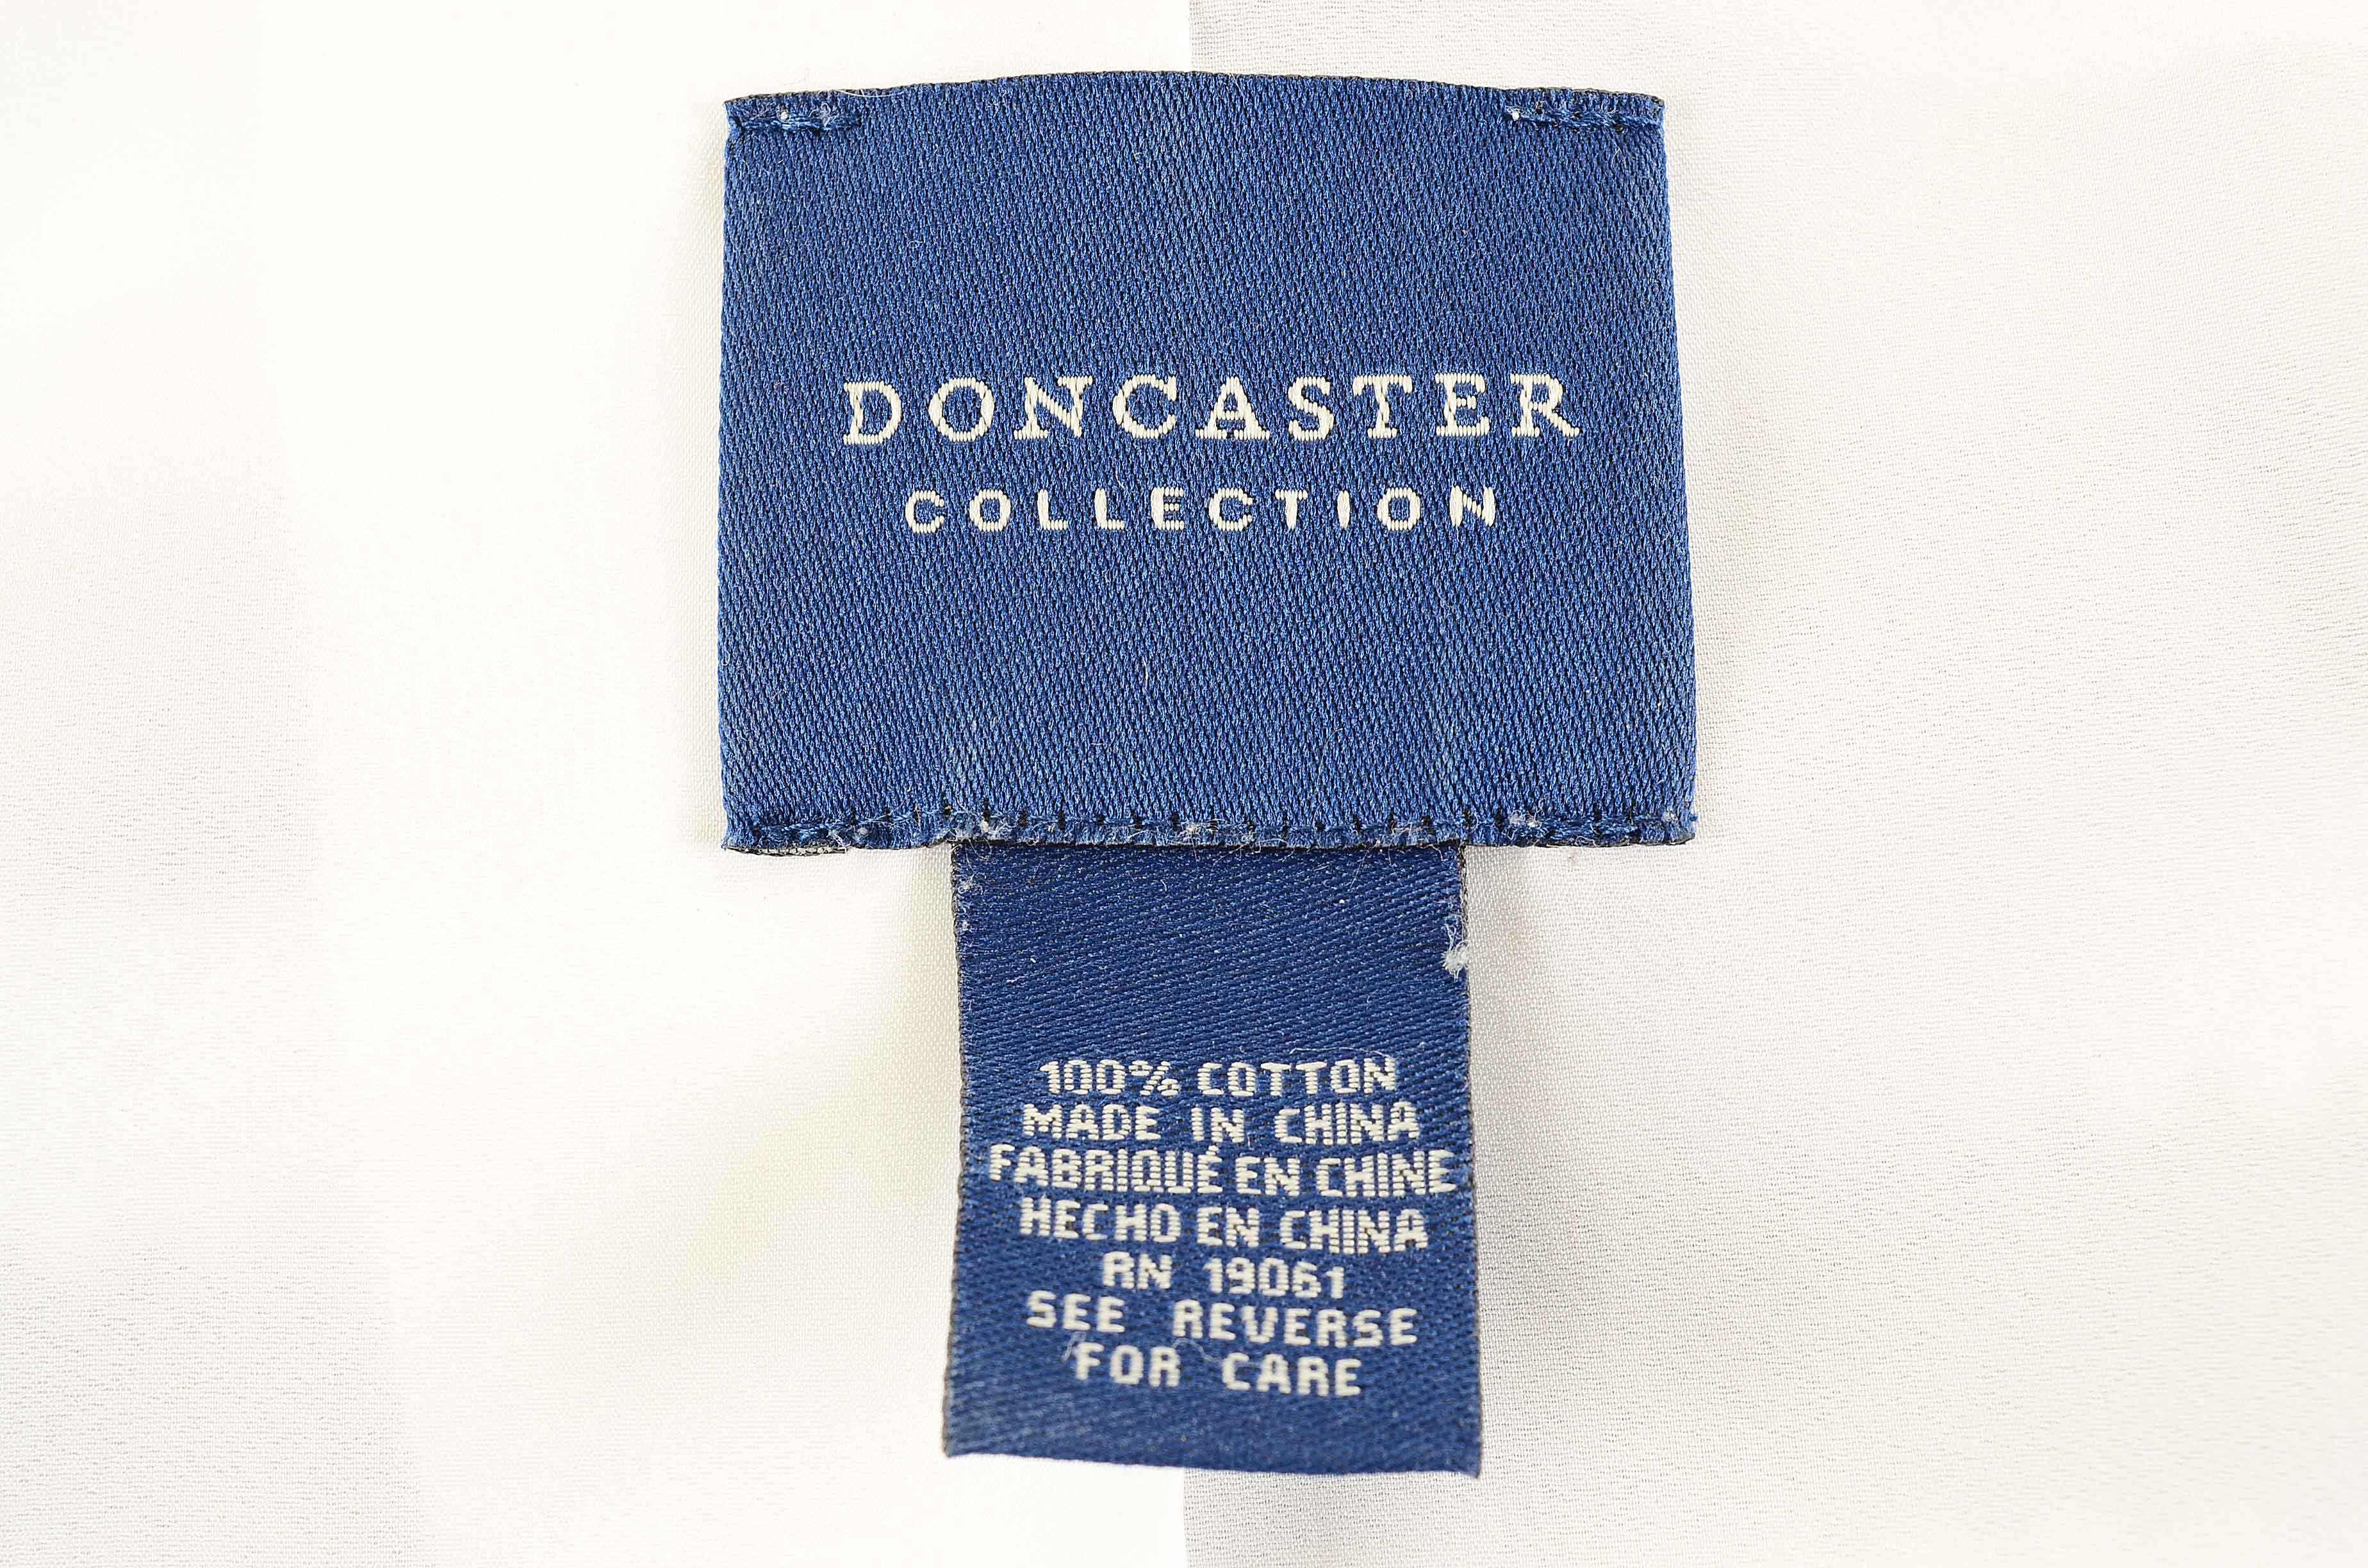 DONCASTER
COLLECTION
100% COTTON
MADE IN CHINA
FABRIQUÉ EN CHINE
HECHO EN CHINA
RN 19061
SEE REVERSE
FOR CARE